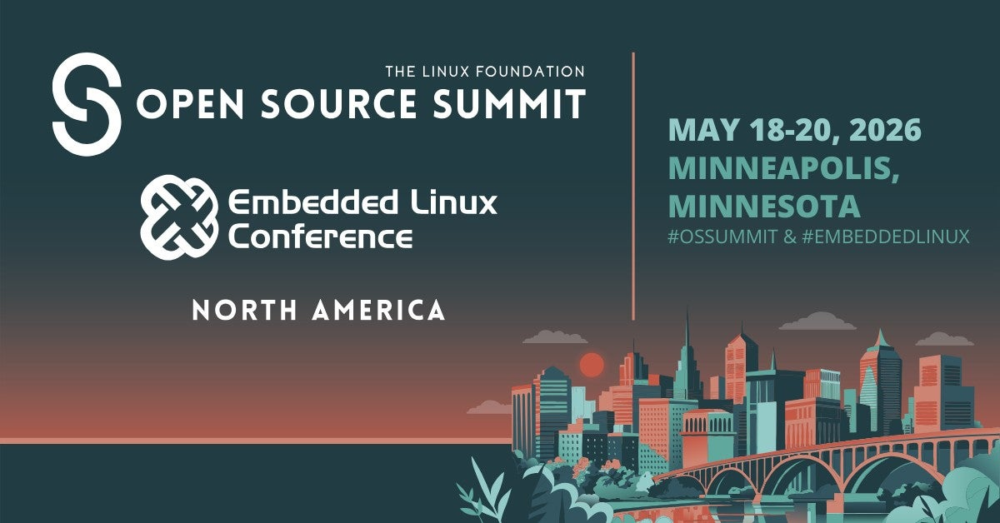 THE LINUX FOUNDATION
OPEN SOURCE SUMMIT
Embedded Linux
Conference
NORTH AMERICA
MAY 18-20, 2026
MINNEAPOLIS,
MINNESOTA
#OSSUMMIT & #EMBEDDEDLINUX